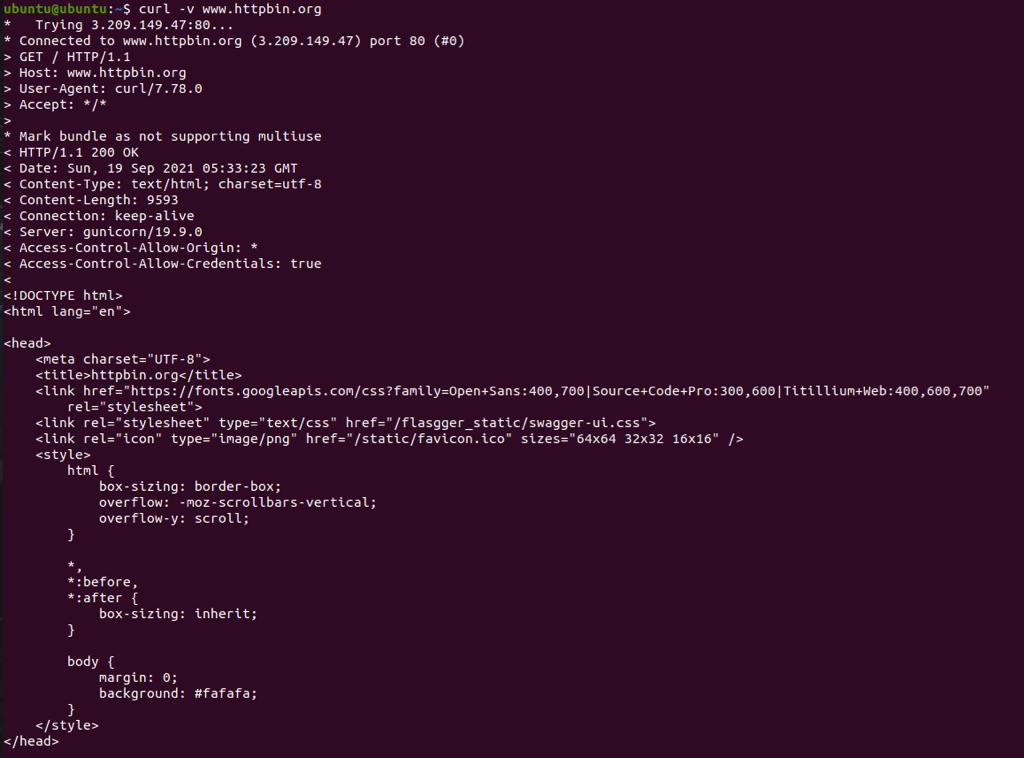 ubuntu@ubuntu:~$ curl -v www.httpbin.org
*   Trying 3.209.149.47:80...
* Connected to www.httpbin.org (3.209.149.47) port 80 (#0)
> GET / HTTP/1.1
> Host: www.httpbin.org
> User-Agent: curl/7.78.0
> Accept: */*
>
* Mark bundle as not supporting multiuse
< HTTP/1.1 200 OK
< Date: Sun, 19 Sep 2021 05:33:23 GMT
< Content-Type: text/html; charset=utf-8
< Content-Length: 9593
< Connection: keep-alive
< Server: gunicorn/19.9.0
< Access-Control-Allow-Origin: *
< Access-Control-Allow-Credentials: true
<
<!DOCTYPE html>
<html lang="en">

<head>
    <meta charset="UTF-8">
    <title>httpbin.org</title>
    <link href="https://fonts.googleapis.com/css?family=Open+Sans:400,700|Source+Code+Pro:300,600|Titillium+Web:400,600,700"
        rel="stylesheet">
    <link rel="stylesheet" type="text/css" href="/flasgger_static/swagger-ui.css">
    <link rel="icon" type="image/png" href="/static/favicon.ico" sizes="64x64 32x32 16x16" />
    <style>
        html {
            box-sizing: border-box;
            overflow: -moz-scrollbars-vertical;
            overflow-y: scroll;
        }

        *,
        *:before,
        *:after {
            box-sizing: inherit;
        }

        body {
            margin: 0;
            background: #fafafa;
        }
    </style>
</head>